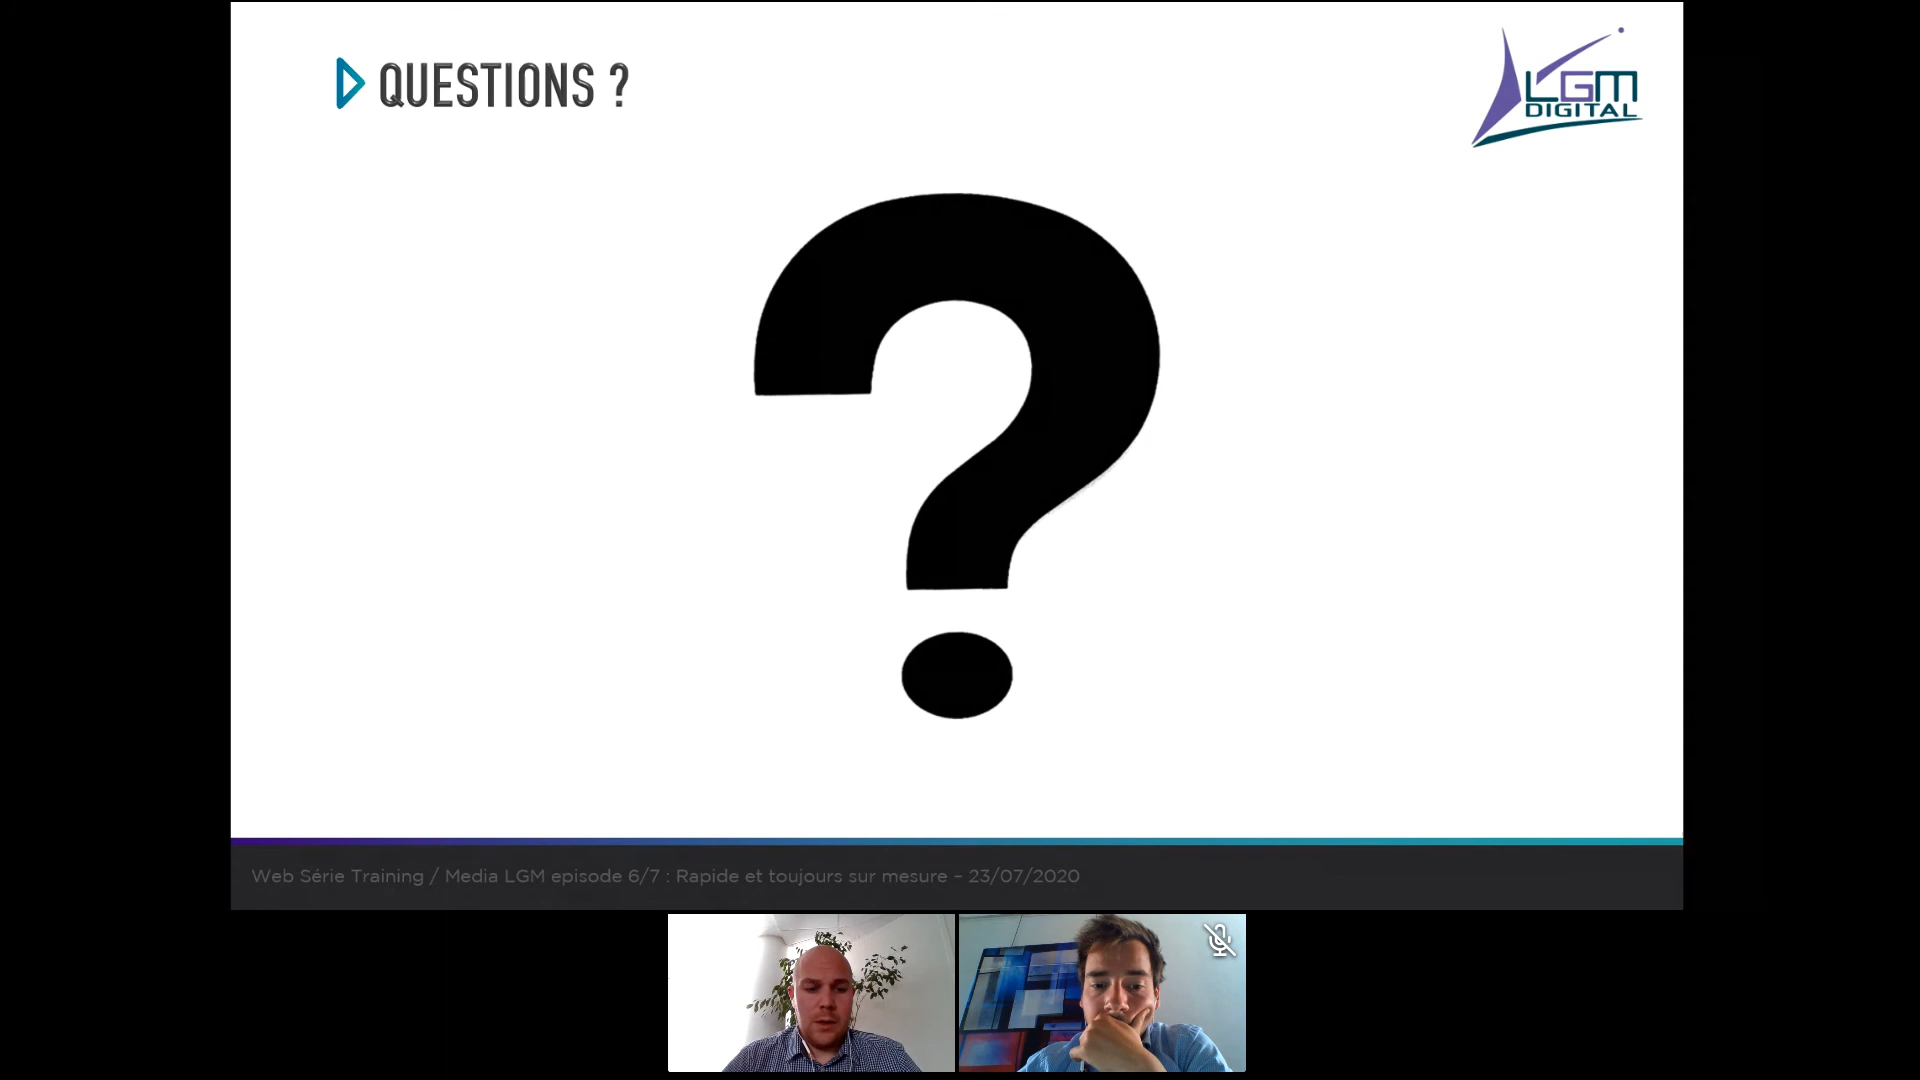 QUESTIONS ?
LGM
DIGITAL
?
Web Série Training / Media LGM episode 6/7 : Rapide et toujours sur mesure – 23/07/2020